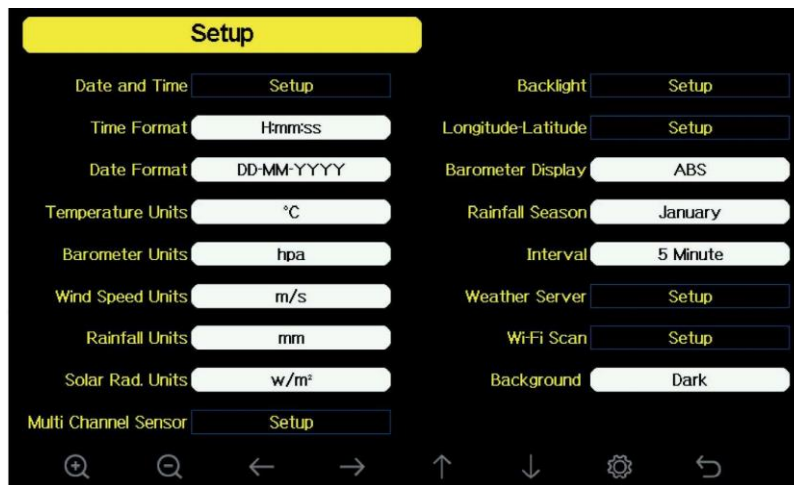 Setup
Date and Time Setup
Time Format H:mm:ss
Date Format DD-MM-YYYY
Temperature Units °C
Barometer Units hpa
Wind Speed Units m/s
Rainfall Units mm
Solar Rad. Units w/m²
Multi Channel Sensor Setup
Backlight Setup
Longitude-Latitude Setup
Barometer Display ABS
Rainfall Season January
Interval 5 Minute
Weather Server Setup
Wi-Fi Scan Setup
Background Dark